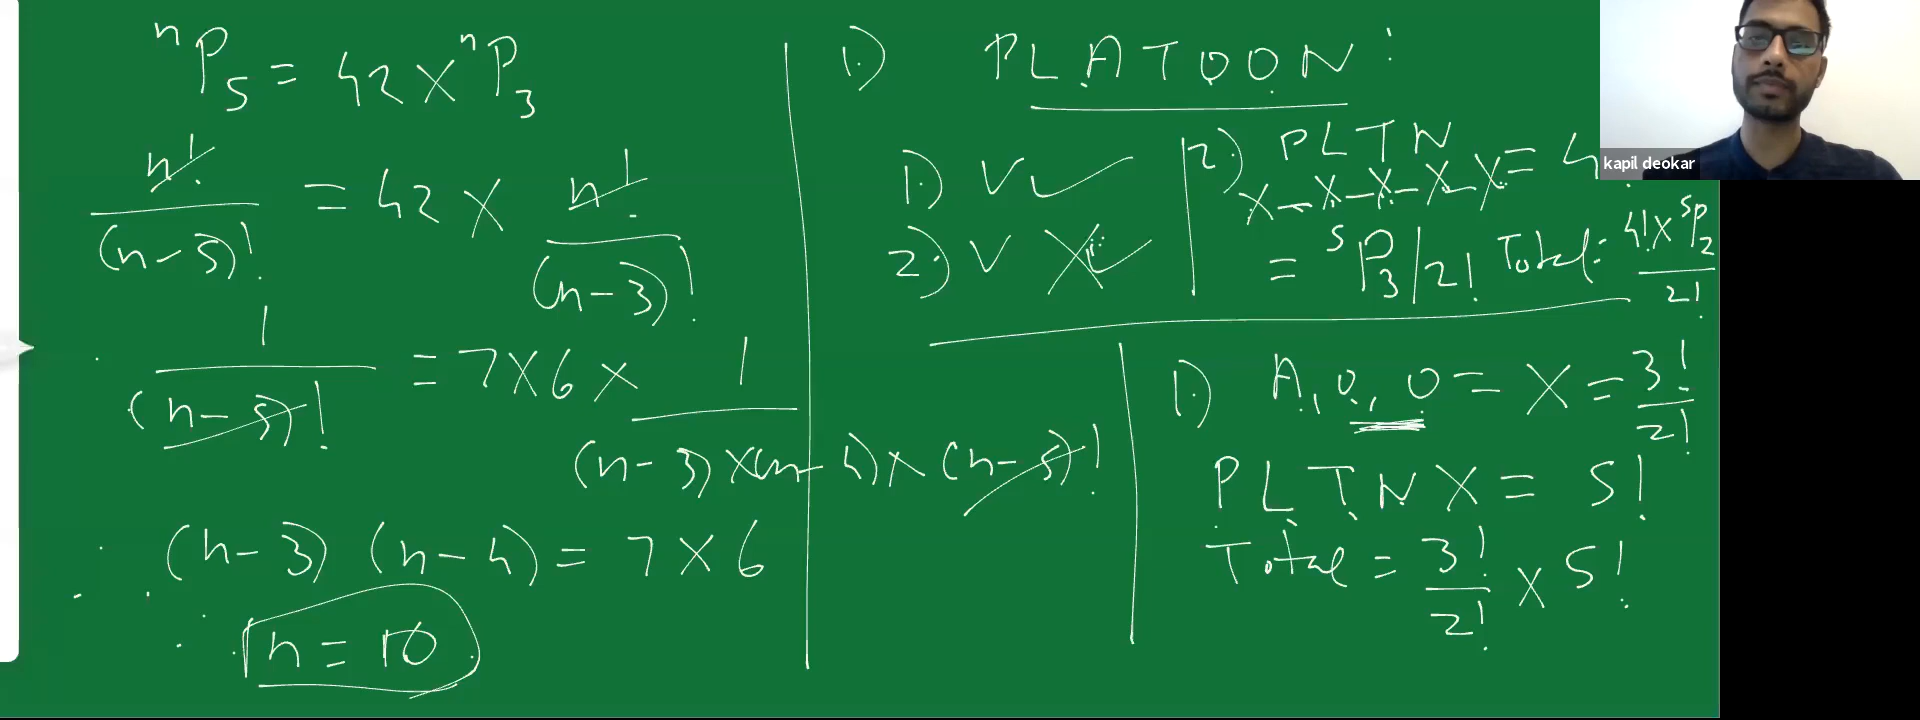 ⁿP₅ = 42 × ⁿP₃
n!/(n-5)! = 42 × n!/(n-3)!
1/(n-5)! = 7×6× 1/((n-3)×(n-4)×(n-5)!)
(n-3) (n-4) = 7×6
n = 10
1) PLATOON:
1) V
2) V
2) PLTN
X_X_X_X_X = 4
= ⁵P₃/2! Total: 4!×⁵P₂/2!
1) A, O, O = X = 3!/2!
PLTNX = 5!
Total = 3!/2! × 5!
kapil deokar